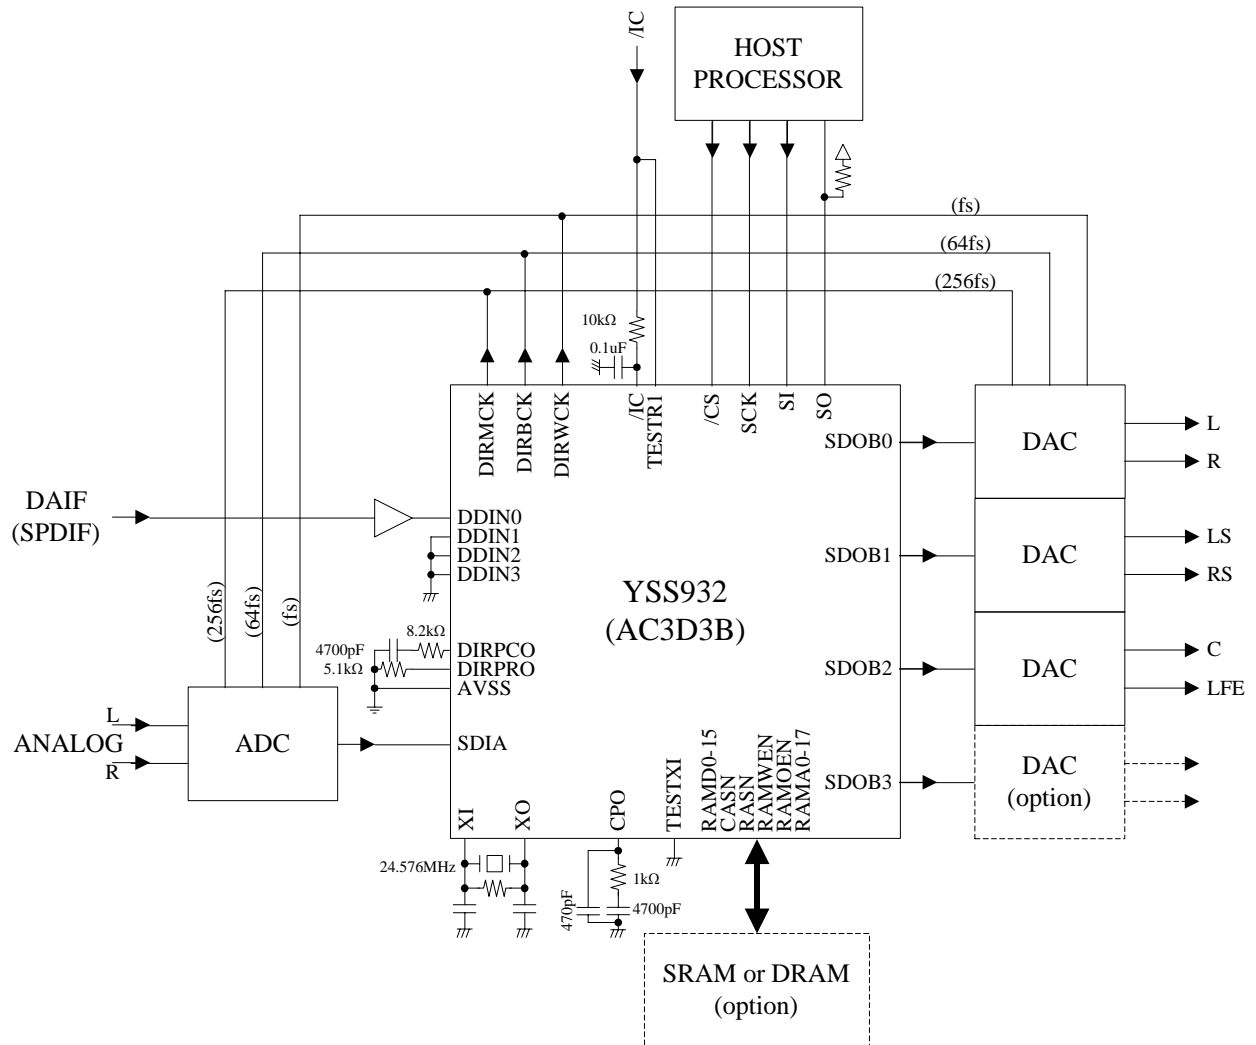 /IC
HOST
PROCESSOR
(fs)
(64fs)
(256fs)
10kΩ
0.1uF
DIRMCK
DIRBCK
DIRWCK
/IC
TESTR1
/CS
SCK
SI
SO
SDOB0
DAC
L
R
DAIF
(SPDIF)
DDIN0
DDIN1
DDIN2
DDIN3
SDOB1
DAC
LS
RS
YSS932
(AC3D3B)
(256fs)
(64fs)
(fs)
8.2kΩ
4700pF
5.1kΩ
DIRPCO
DIRPRO
AVSS
SDOB2
DAC
C
LFE
L
ANALOG
R
ADC
SDIA
XI
XO
CPO
TESTXI
RAMD0-15
CASN
RASN
RAMWEN
RAMOEN
RAMA0-17
SDOB3
DAC
(option)
24.576MHz
1kΩ
470pF
4700pF
SRAM or DRAM
(option)